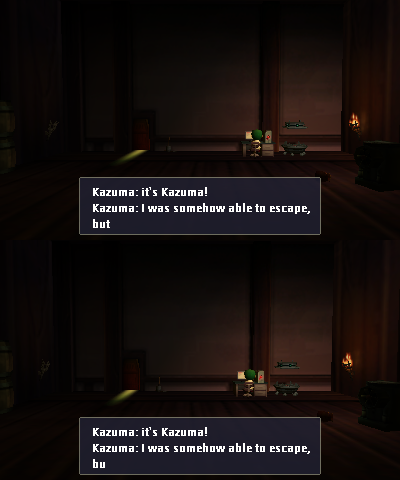 Kazuma: it's Kazuma!
Kazuma: I was somehow able to escape,
but
Kazuma: it's Kazuma!
Kazuma: I was somehow able to escape,
bu